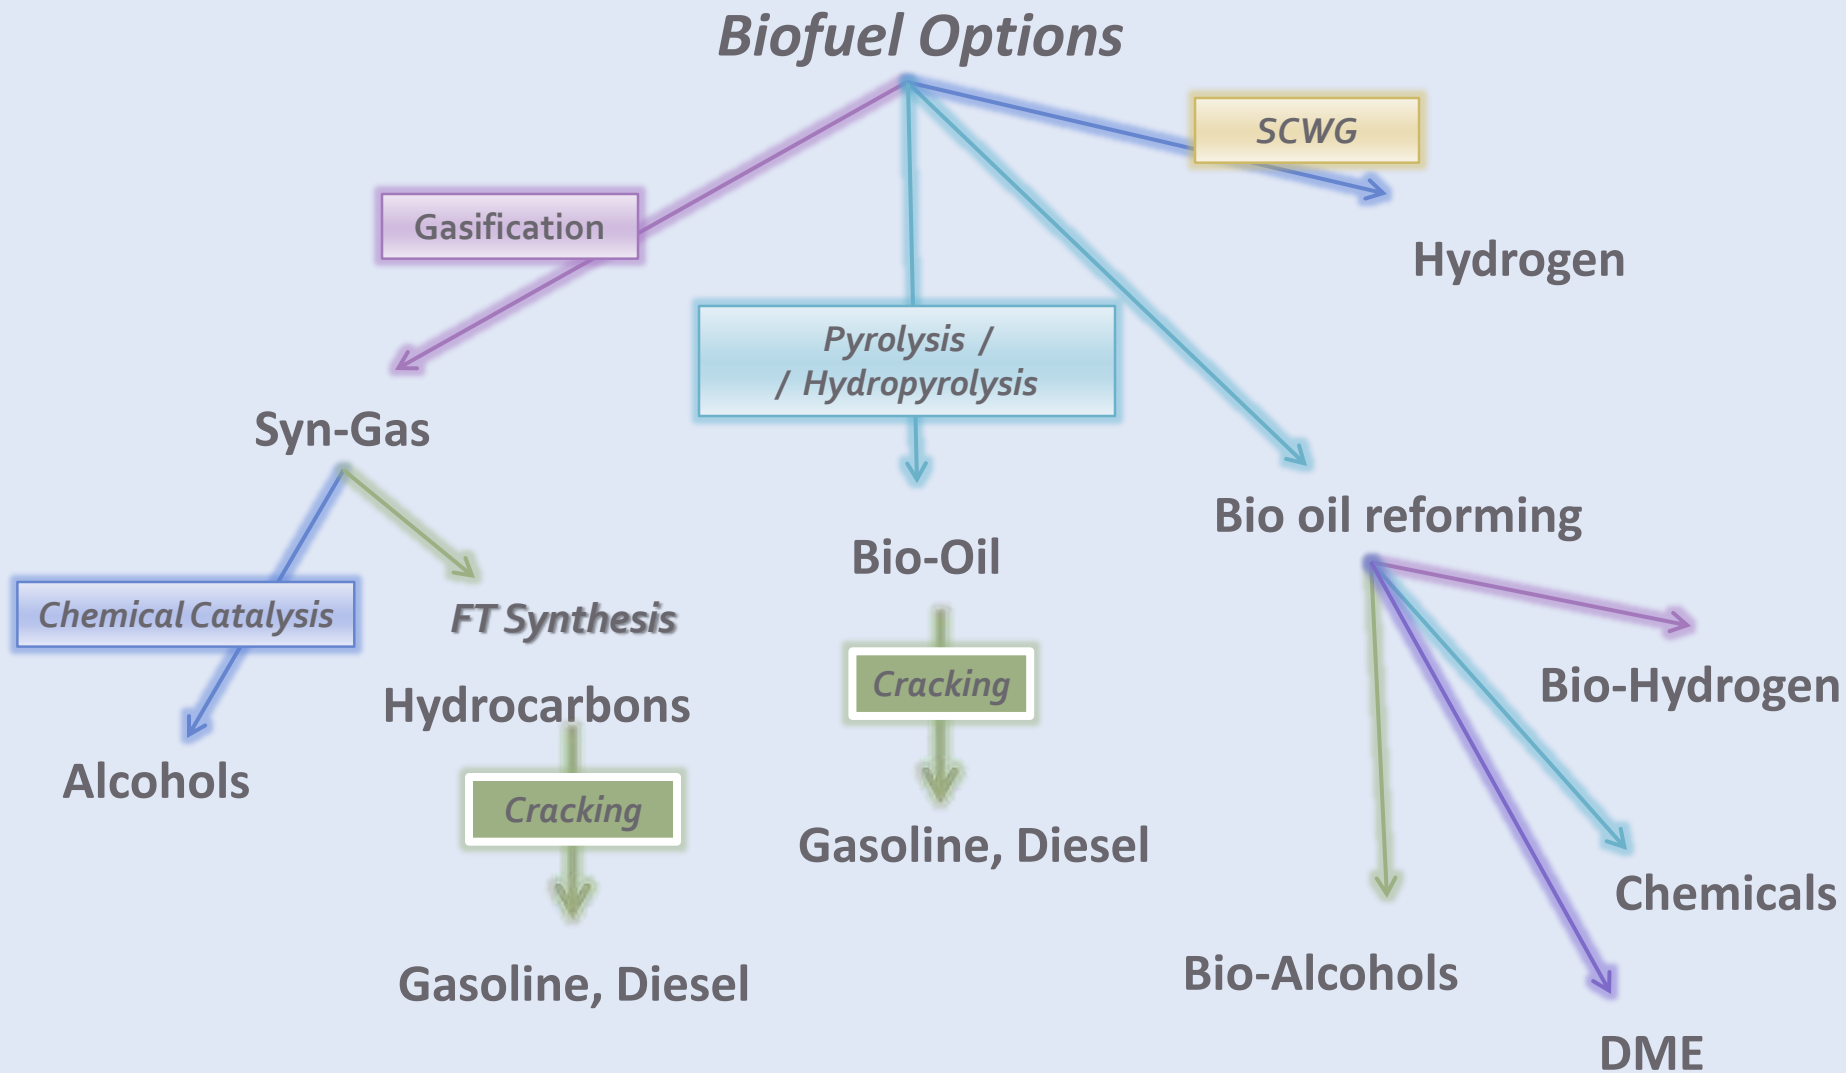 Biofuel Options
SCWG
Gasification
Hydrogen
Pyrolysis /
/ Hydropyrolysis
Syn-Gas
Bio oil reforming
Bio-Oil
Chemical Catalysis
FT Synthesis
Cracking
Bio-Hydrogen
Hydrocarbons
Alcohols
Cracking
Gasoline, Diesel
Chemicals
Bio-Alcohols
Gasoline, Diesel
DME